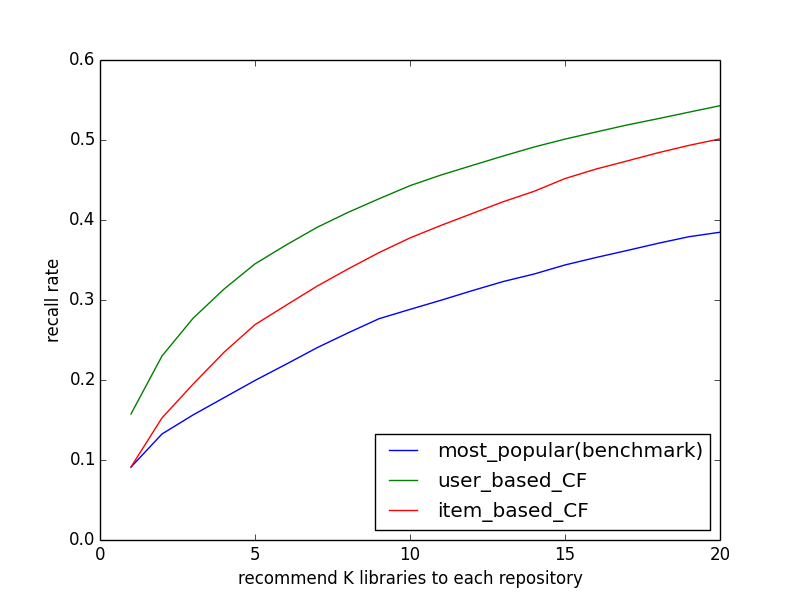 0.6
0.5
0.4
0.3
0.2
0.1
0.0
recall rate
0
5
10
15
20
recommend K libraries to each repository
most_popular(benchmark)
user_based_CF
item_based_CF